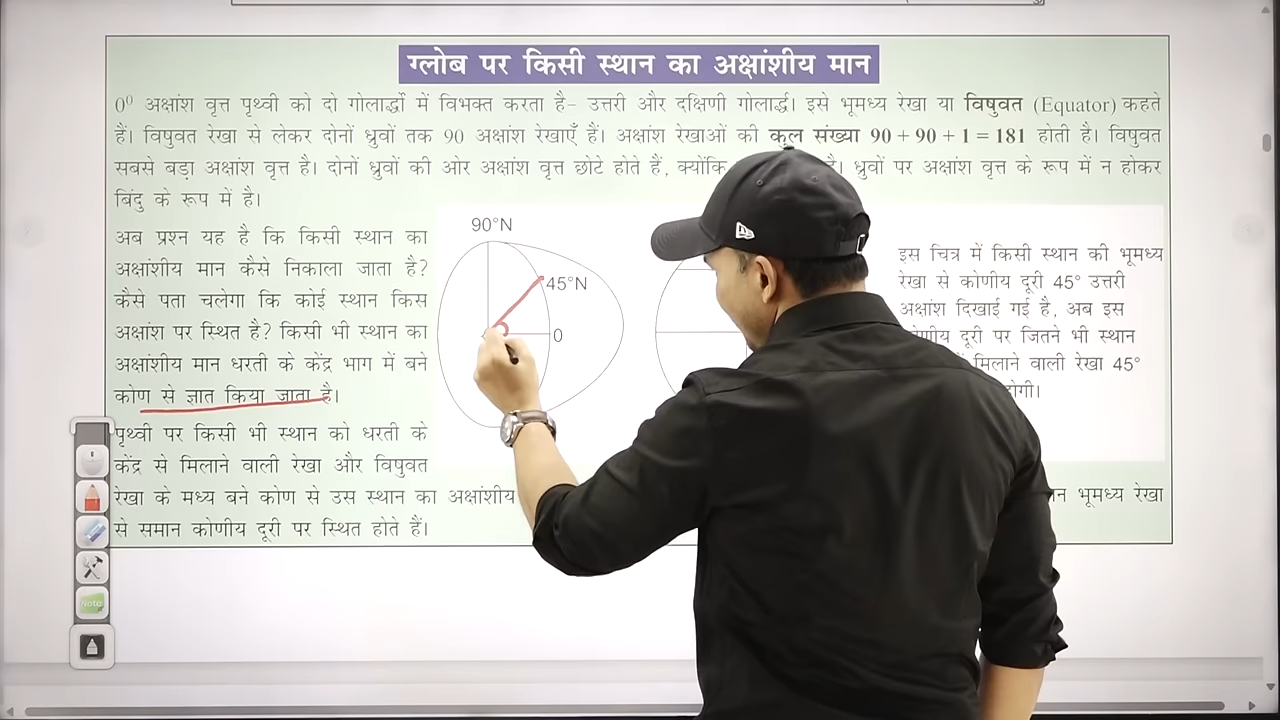 ग्लोब पर किसी स्थान का अक्षांशीय मान
0⁰ अक्षांश वृत्त पृथ्वी को दो गोलार्द्धों में विभक्त करता है- उत्तरी और दक्षिणी गोलार्द्ध। इसे भूमध्य रेखा या विषुवत (Equator) कहते
हैं। विषुवत रेखा से लेकर दोनों ध्रुवों तक 90 अक्षांश रेखाएँ हैं। अक्षांश रेखाओं की कुल संख्या 90 + 90 + 1 = 181 होती है। विषुवत
सबसे बड़ा अक्षांश वृत्त है। दोनों ध्रुवों की ओर अक्षांश वृत्त छोटे होते हैं, क्योंकि है। ध्रुवों पर अक्षांश वृत्त के रूप में न होकर
बिंदु के रूप में है।
अब प्रश्न यह है कि किसी स्थान का
अक्षांशीय मान कैसे निकाला जाता है?
कैसे पता चलेगा कि कोई स्थान किस
अक्षांश पर स्थित है? किसी भी स्थान का
अक्षांशीय मान धरती के केंद्र भाग में बने
कोण से ज्ञात किया जाता है।
पृथ्वी पर किसी भी स्थान को धरती के
केंद्र से मिलाने वाली रेखा और विषुवत
रेखा के मध्य बने कोण से उस स्थान का अक्षांशीय भूमध्य रेखा
से समान कोणीय दूरी पर स्थित होते हैं।
90°N
45°N
0
इस चित्र में किसी स्थान की भूमध्य
रेखा से कोणीय दूरी 45° उत्तरी
अक्षांश दिखाई गई है, अब इस
दूरी पर जितने भी स्थान
मिलाने वाली रेखा 45°
होगी।
Note